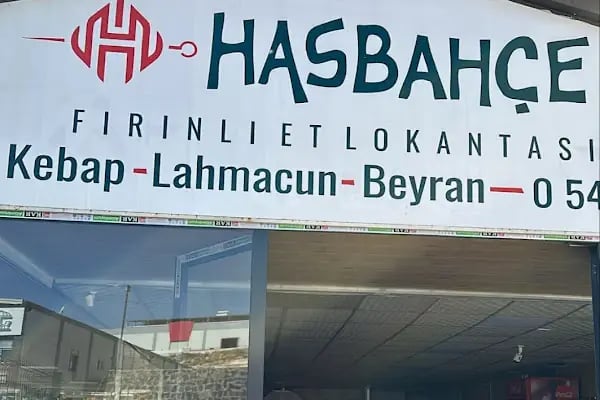 HASBAHÇE
FIRINLI ET LOKANTASI
Kebap - Lahmacun - Beyran — 0 54